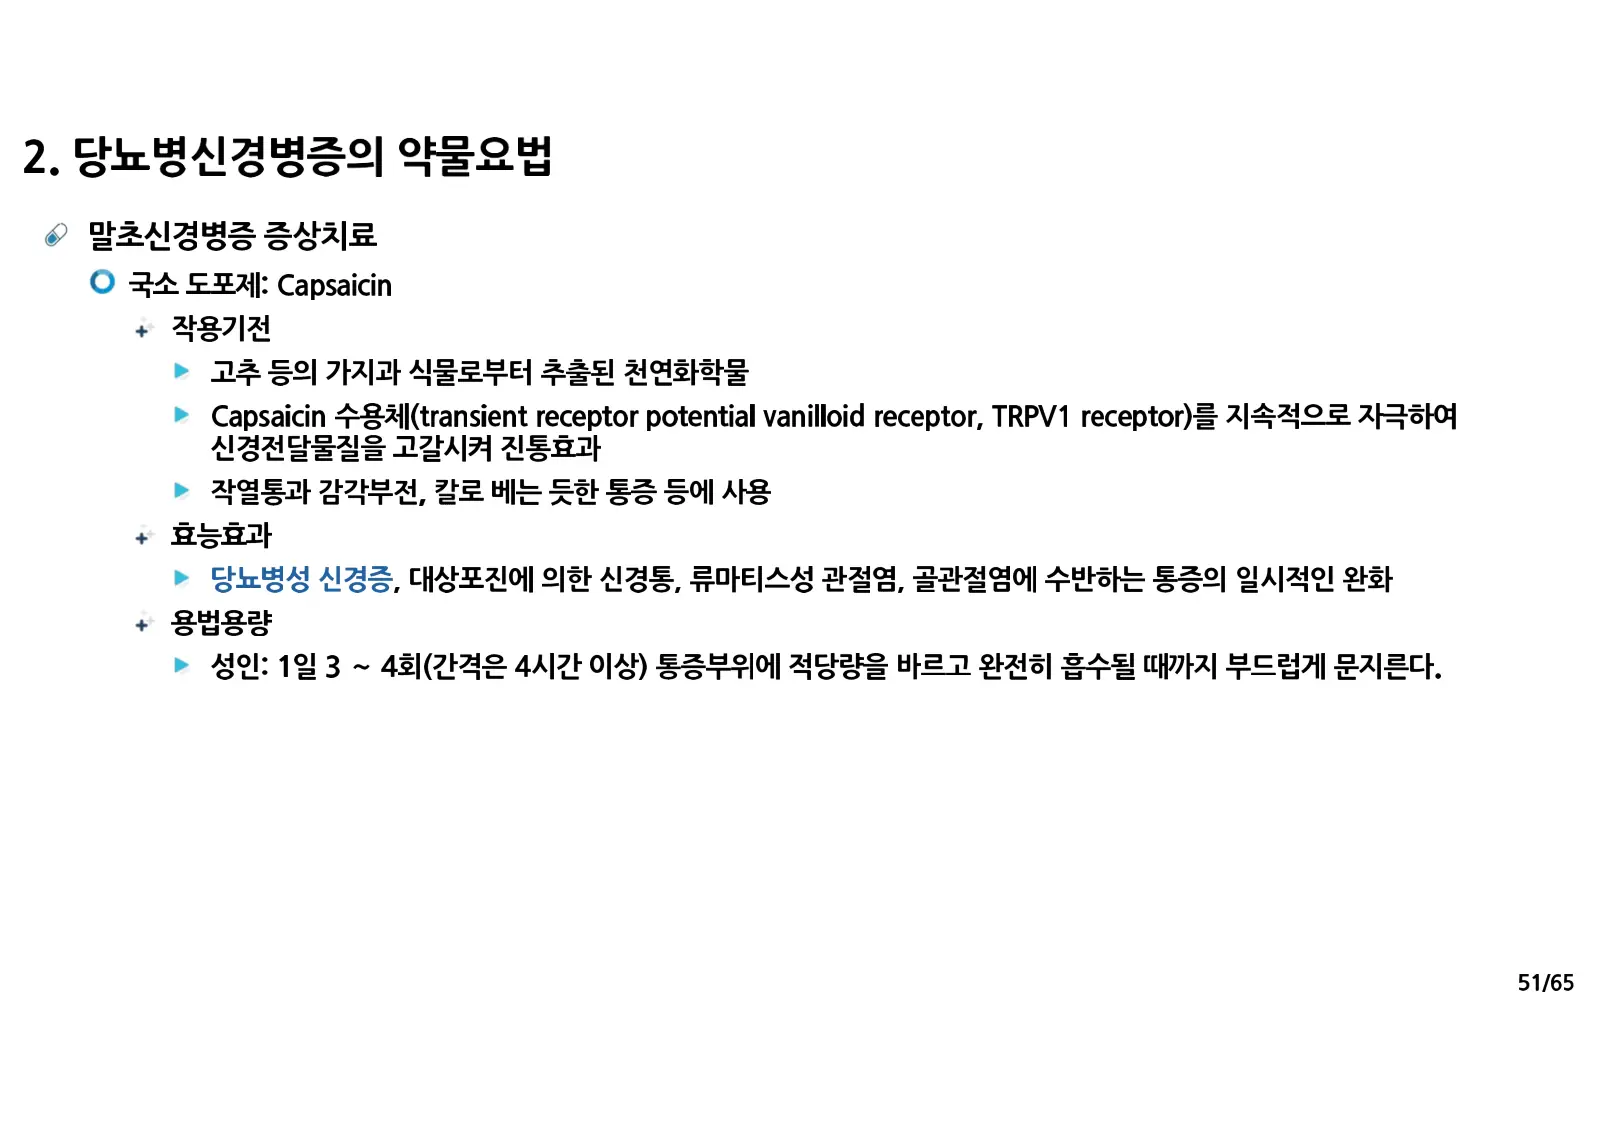 2. 당뇨병신경병증의 약물요법
말초신경병증 증상치료
국소 도포제: Capsaicin
작용기전
고추 등의 가지과 식물로부터 추출된 천연화학물
Capsaicin 수용체(transient receptor potential vanilloid receptor, TRPV1 receptor)를 지속적으로 자극하여
신경전달물질을 고갈시켜 진통효과
작열통과 감각부전, 칼로 베는 듯한 통증 등에 사용
효능효과
당뇨병성 신경증, 대상포진에 의한 신경통, 류마티스성 관절염, 골관절염에 수반하는 통증의 일시적인 완화
용법용량
성인: 1일 3 ~ 4회(간격은 4시간 이상) 통증부위에 적당량을 바르고 완전히 흡수될 때까지 부드럽게 문지른다.
51/65